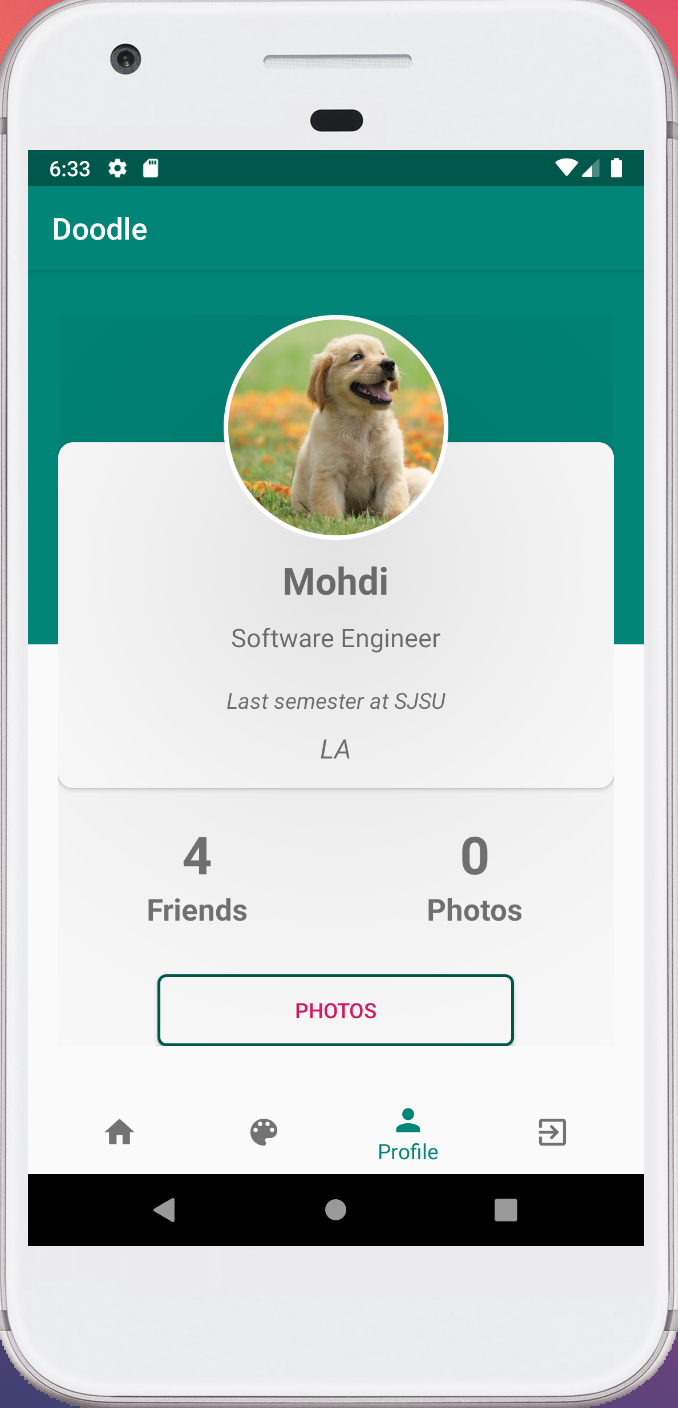 6:33
Doodle
Mohdi
Software Engineer
Last semester at SJSU
LA
4
0
Friends
Photos
PHOTOS
Profile